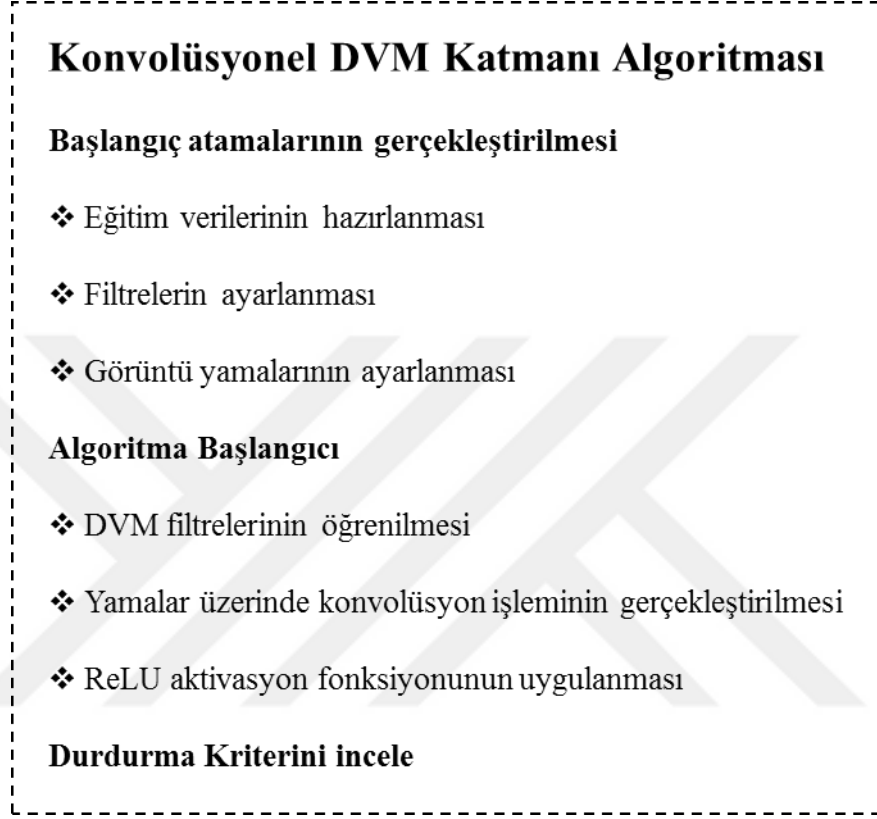 Konvolüsyonel DVM Katmanı Algoritması
Başlangıç atamalarının gerçekleştirilmesi
❖ Eğitim verilerinin hazırlanması
❖ Filtrelerin ayarlanması
❖ Görüntü yamalarının ayarlanması
Algoritma Başlangıcı
❖ DVM filtrelerinin öğrenilmesi
❖ Yamalar üzerinde konvolüsyon işleminin gerçekleştirilmesi
❖ ReLU aktivasyon fonksiyonunun uygulanması
Durdurma Kriterini incele